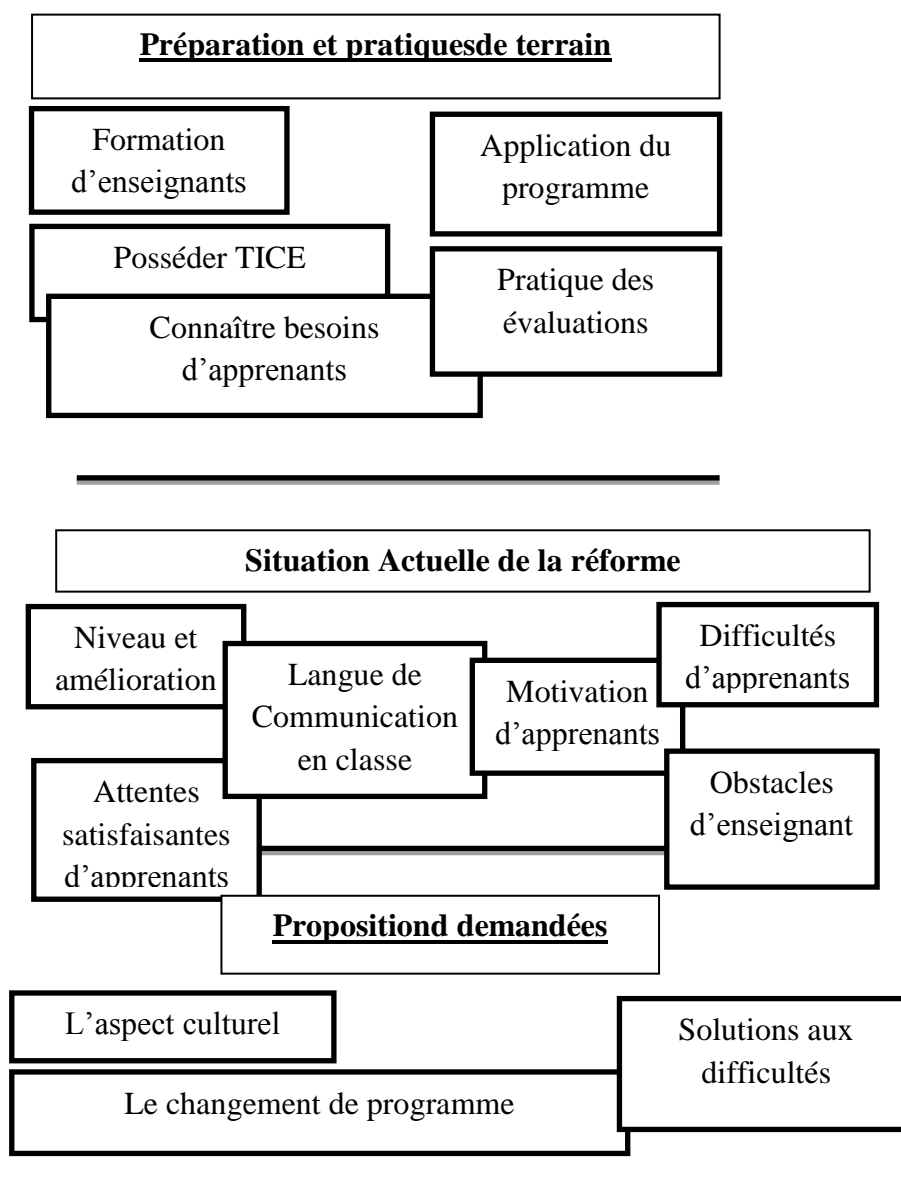 Préparation et pratiquesde terrain
Formation
d’enseignants
Application du
programme
Posséder TICE
Pratique des
évaluations
Connaître besoins
d’apprenants
Situation Actuelle de la réforme
Niveau et
amélioration
Langue de
Communication
en classe
Motivation
d’apprenants
Difficultés
d’apprenants
Attentes
satisfaisantes
d’apprenants
Obstacles
d’enseignant
Propositiond demandées
L’aspect culturel
Solutions aux
difficultés
Le changement de programme